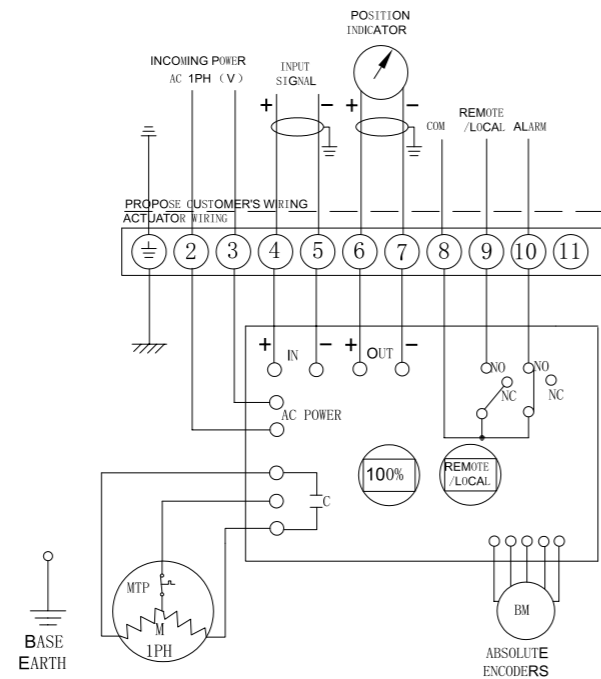 POSITION
INDICATOR
INCOMING POWER
AC 1PH (V)
INPUT
SIGNAL
+ - + -
COM
REMOTE
/LOCAL
ALARM
PROPOSE CUSTOMER'S WIRING
ACTUATOR WIRING
2 3 4 5 6 7 8 9 10 11
+ IN - + OUT -
NO
NC
NO
NC
AC POWER
100%
REMOTE
/LOCAL
C
MTP
M
1PH
BM
BASE
EARTH
ABSOLUTE
ENCODERS